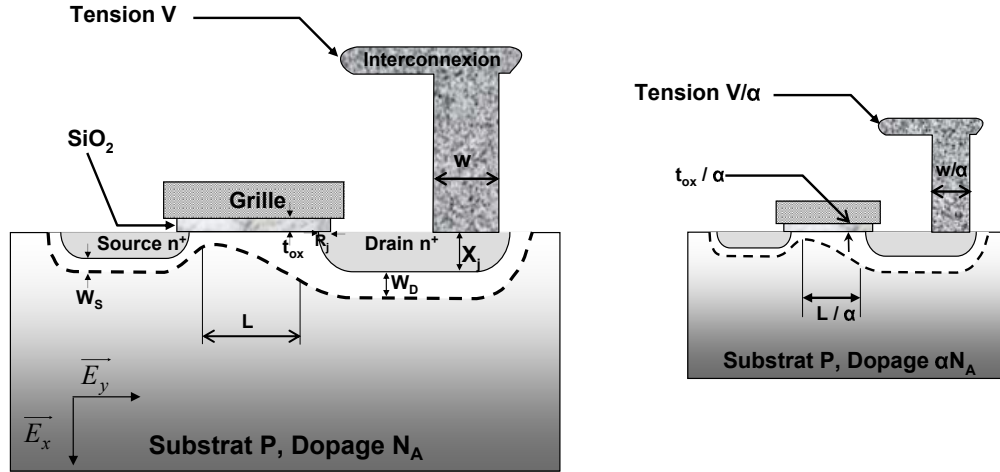 Tension V
Interconnexion
SiO₂
w
Grille
Source n⁺
tox
Rj
Drain n⁺
Xj
WS
WD
L
Ey
Ex
Substrat P, Dopage NA
Tension V/α
tox / α
w/α
L / α
Substrat P, Dopage αNA